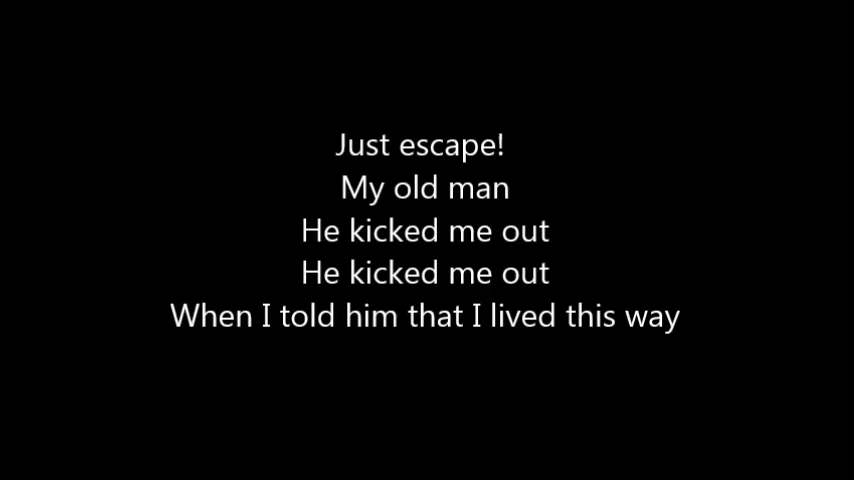 Just escape!
My old man
He kicked me out
He kicked me out
When I told him that I lived this way